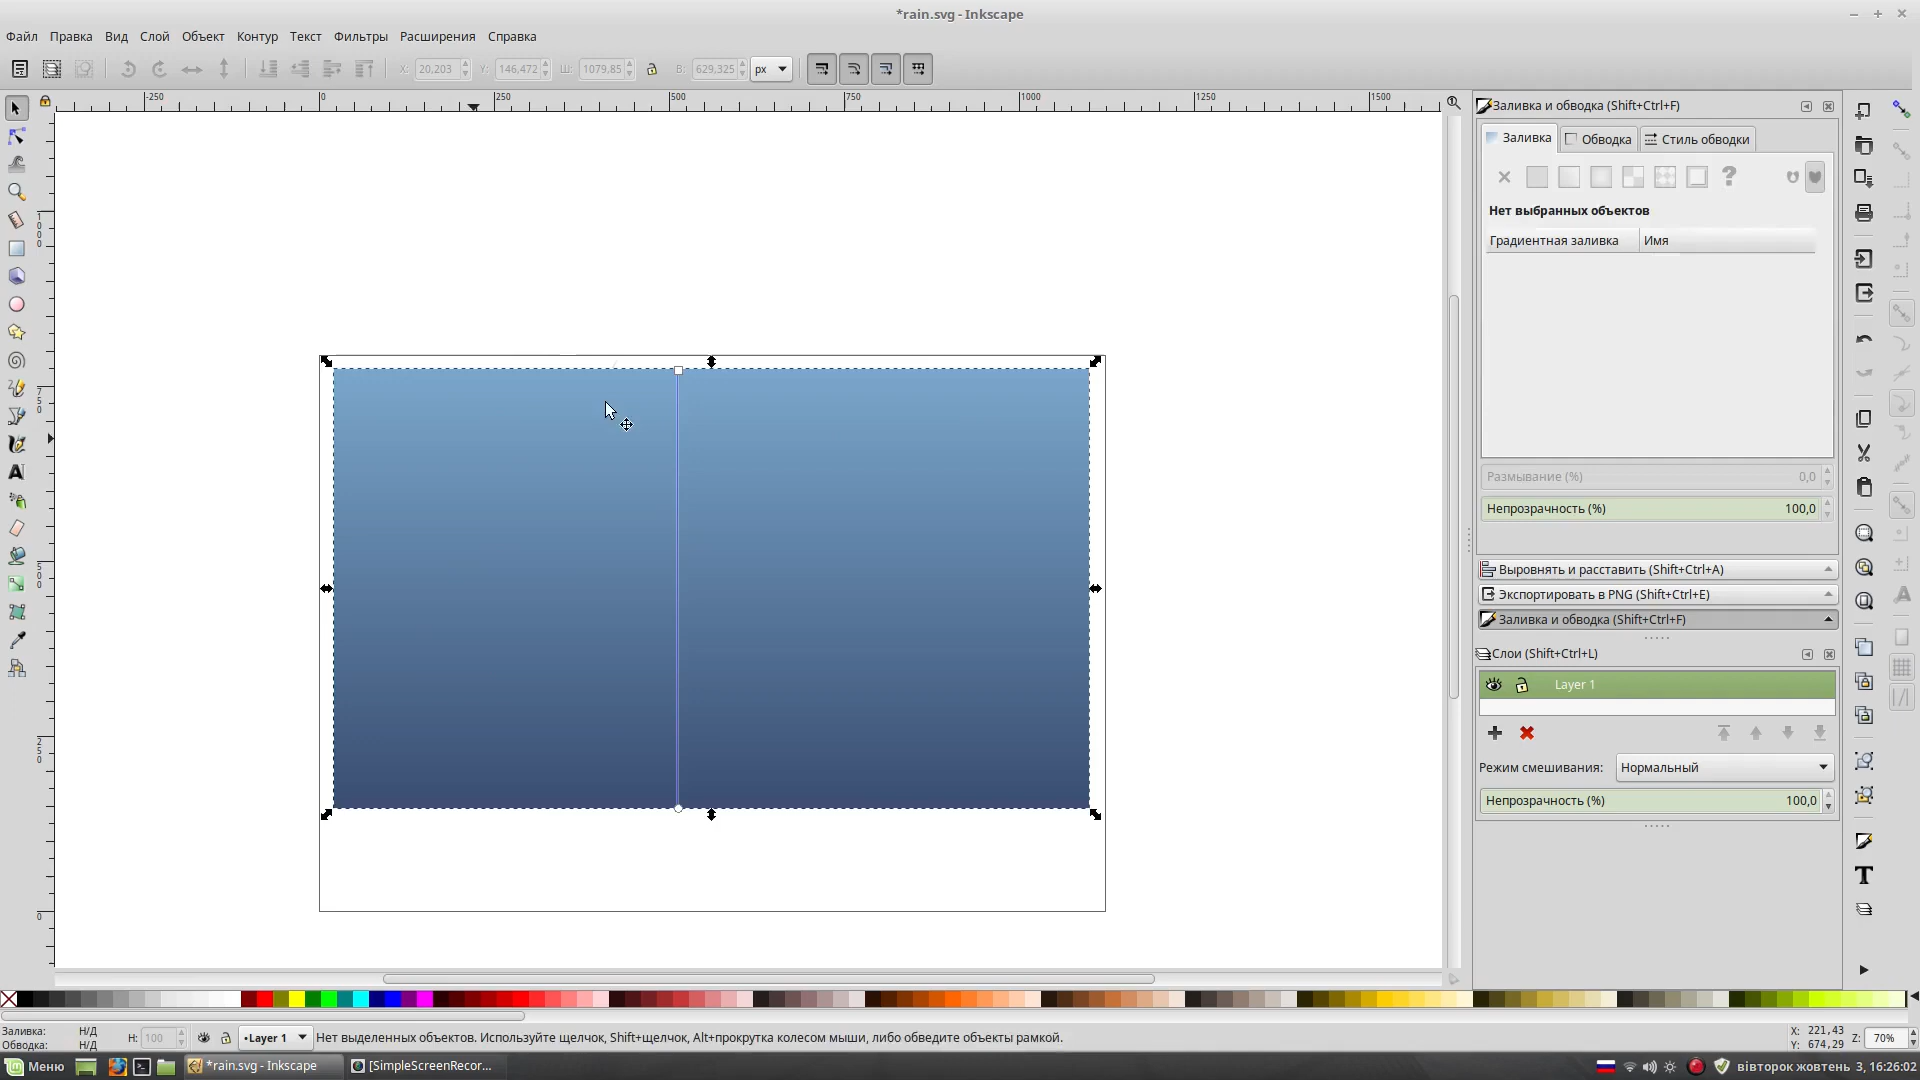 *rain.svg - Inkscape
Файл Правка Вид Слой Объект Контур Текст Фильтры Расширения Справка
X: 20,203 Y: 146,472 Ш: 1079,85 В: 629,325 px
-250 0 250 500 750 1000 1250 1500
1000
750
500
250
0
Заливка и обводка (Shift+Ctrl+F)
Заливка Обводка Стиль обводки
?
Нет выбранных объектов
Градиентная заливка Имя
Размывание (%) 0,0
Непрозрачность (%) 100,0
Выровнять и расставить (Shift+Ctrl+A)
Экспортировать в PNG (Shift+Ctrl+E)
Заливка и обводка (Shift+Ctrl+F)
Слои (Shift+Ctrl+L)
Layer 1
Режим смешивания: Нормальный
Непрозрачность (%) 100,0
Заливка: Н/Д
Обводка: Н/Д
Н: 100
•Layer 1
Нет выделенных объектов. Используйте щелчок, Shift+щелчок, Alt+прокрутка колесом мыши, либо обведите объекты рамкой.
X: 221,43
Y: 674,29
Z: 70%
Меню
*rain.svg - Inkscape
[SimpleScreenRecor...
вівторок жовтень 3, 16:26:02